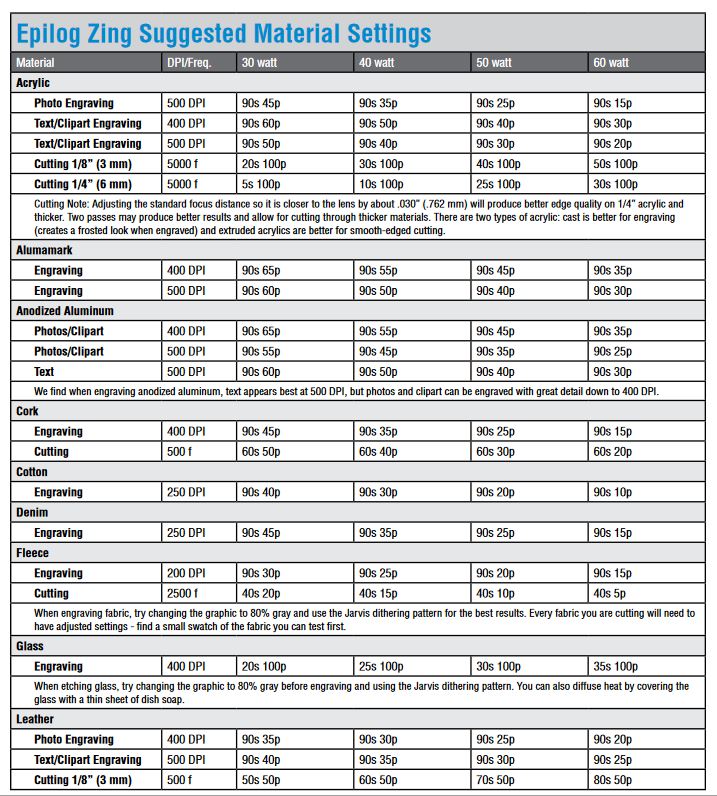 Epilog Zing Suggested Material Settings
Material DPI/Freq. 30 watt 40 watt 50 watt 60 watt
Acrylic
Photo Engraving 500 DPI 90s 45p 90s 35p 90s 25p 90s 15p
Text/Clipart Engraving 400 DPI 90s 60p 90s 50p 90s 40p 90s 30p
Text/Clipart Engraving 500 DPI 90s 50p 90s 40p 90s 30p 90s 20p
Cutting 1/8” (3 mm) 5000 f 20s 100p 30s 100p 40s 100p 50s 100p
Cutting 1/4” (6 mm) 5000 f 5s 100p 10s 100p 25s 100p 30s 100p
Cutting Note: Adjusting the standard focus distance so it is closer to the lens by about .030” (.762 mm) will produce better edge quality on 1/4” acrylic and
thicker. Two passes may produce better results and allow for cutting through thicker materials. There are two types of acrylic: cast is better for engraving
(creates a frosted look when engraved) and extruded acrylics are better for smooth-edged cutting.
Alumamark
Engraving 400 DPI 90s 65p 90s 55p 90s 45p 90s 35p
Engraving 500 DPI 90s 60p 90s 50p 90s 40p 90s 30p
Anodized Aluminum
Photos/Clipart 400 DPI 90s 65p 90s 55p 90s 45p 90s 35p
Photos/Clipart 500 DPI 90s 55p 90s 45p 90s 35p 90s 25p
Text 500 DPI 90s 60p 90s 50p 90s 40p 90s 30p
We find when engraving anodized aluminum, text appears best at 500 DPI, but photos and clipart can be engraved with great detail down to 400 DPI.
Cork
Engraving 400 DPI 90s 45p 90s 35p 90s 25p 90s 15p
Cutting 500 f 60s 50p 60s 40p 60s 30p 60s 20p
Cotton
Engraving 250 DPI 90s 40p 90s 30p 90s 20p 90s 10p
Denim
Engraving 250 DPI 90s 45p 90s 35p 90s 25p 90s 15p
Fleece
Engraving 200 DPI 90s 30p 90s 25p 90s 20p 90s 15p
Cutting 2500 f 40s 20p 40s 15p 40s 10p 40s 5p
When engraving fabric, try changing the graphic to 80% gray and use the Jarvis dithering pattern for the best results. Every fabric you are cutting will need to
have adjusted settings - find a small swatch of the fabric you can test first.
Glass
Engraving 400 DPI 20s 100p 25s 100p 30s 100p 35s 100p
When etching glass, try changing the graphic to 80% gray before engraving and using the Jarvis dithering pattern. You can also diffuse heat by covering the
glass with a thin sheet of dish soap.
Leather
Photo Engraving 400 DPI 90s 35p 90s 30p 90s 25p 90s 20p
Text/Clipart Engraving 500 DPI 90s 40p 90s 35p 90s 30p 90s 25p
Cutting 1/8” (3 mm) 500 f 50s 50p 60s 50p 70s 50p 80s 50p